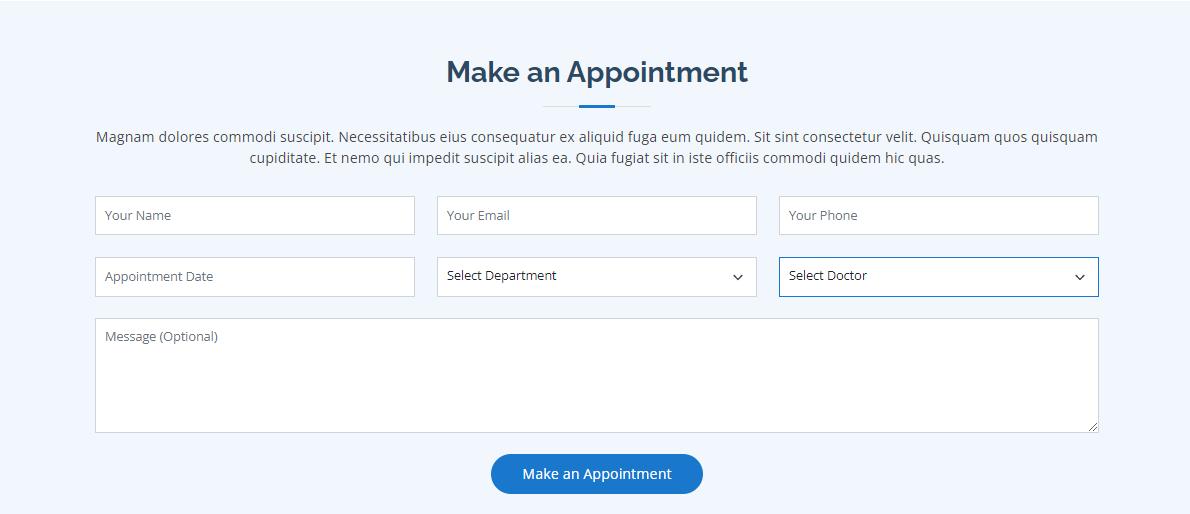 Make an Appointment
Magnam dolores commodi suscipit. Necessitatibus eius consequatur ex aliquid fuga eum quidem. Sit sint consectetur velit. Quisquam quos quisquam
cupiditate. Et nemo qui impedit suscipit alias ea. Quia fugiat sit in iste officiis commodi quidem hic quas.
Your Name
Your Email
Your Phone
Appointment Date
Select Department
Select Doctor
Message (Optional)
Make an Appointment